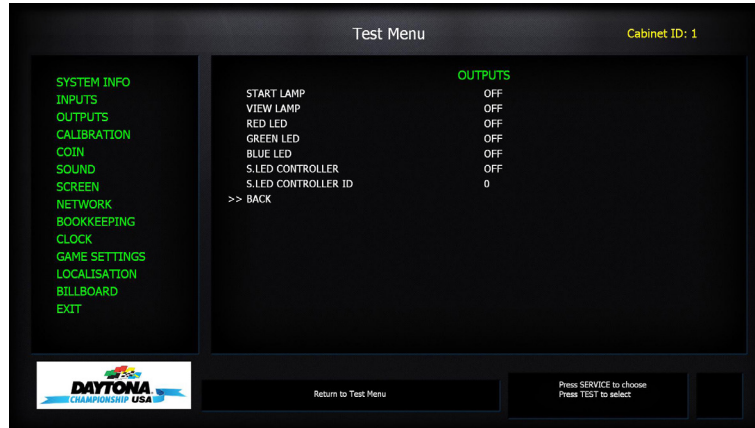 Test Menu
Cabinet ID: 1
SYSTEM INFO
INPUTS
OUTPUTS
CALIBRATION
COIN
SOUND
SCREEN
NETWORK
BOOKKEEPING
CLOCK
GAME SETTINGS
LOCALISATION
BILLBOARD
EXIT
OUTPUTS
START LAMP OFF
VIEW LAMP OFF
RED LED OFF
GREEN LED OFF
BLUE LED OFF
S.LED CONTROLLER OFF
S.LED CONTROLLER ID 0
>> BACK
DAYTONA
CHAMPIONSHIP USA
Return to Test Menu
Press SERVICE to choose
Press TEST to select